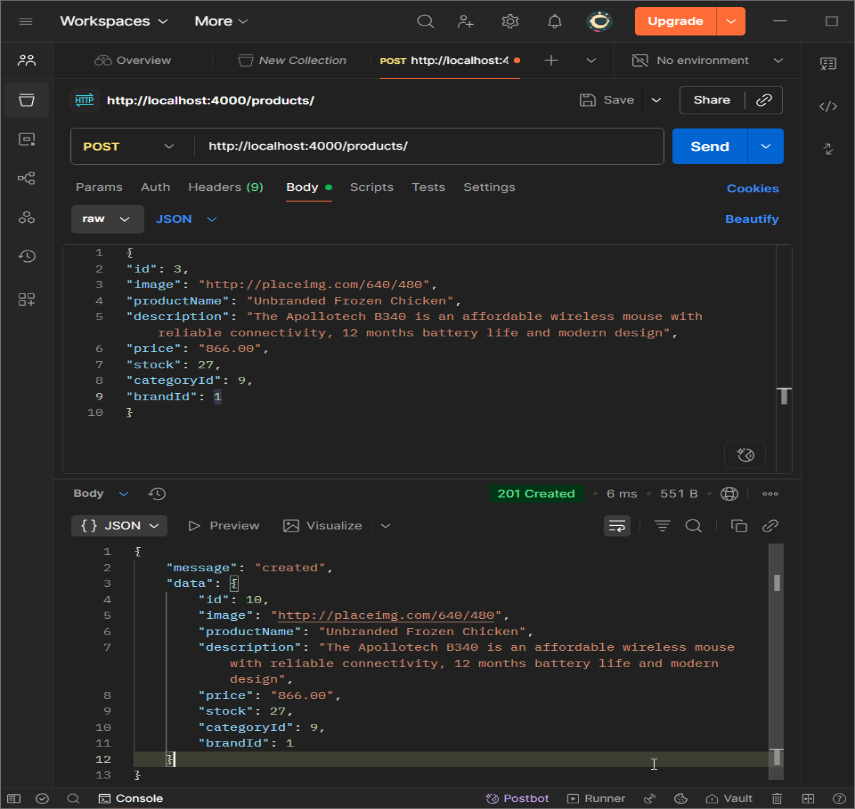 Workspaces More Upgrade
Overview New Collection POST http://localhost:4 No environment
HTTP http://localhost:4000/products/ Save Share
POST http://localhost:4000/products/ Send
Params Auth Headers (9) Body Scripts Tests Settings Cookies
raw JSON Beautify
1 {
2 "id": 3,
3 "image": "http://placeimg.com/640/480",
4 "productName": "Unbranded Frozen Chicken",
5 "description": "The Apollotech B340 is an affordable wireless mouse with
reliable connectivity, 12 months battery life and modern design",
6 "price": "866.00",
7 "stock": 27,
8 "categoryId": 9,
9 "brandId": 1
10 }
Body 201 Created 6 ms 551 B
{} JSON Preview Visualize
1 {
2 "message": "created",
3 "data": {
4 "id": 10,
5 "image": "http://placeimg.com/640/480",
6 "productName": "Unbranded Frozen Chicken",
7 "description": "The Apollotech B340 is an affordable wireless mouse
with reliable connectivity, 12 months battery life and modern
design",
8 "price": "866.00",
9 "stock": 27,
10 "categoryId": 9,
11 "brandId": 1
12 }
13 }
Console Postbot Runner Vault